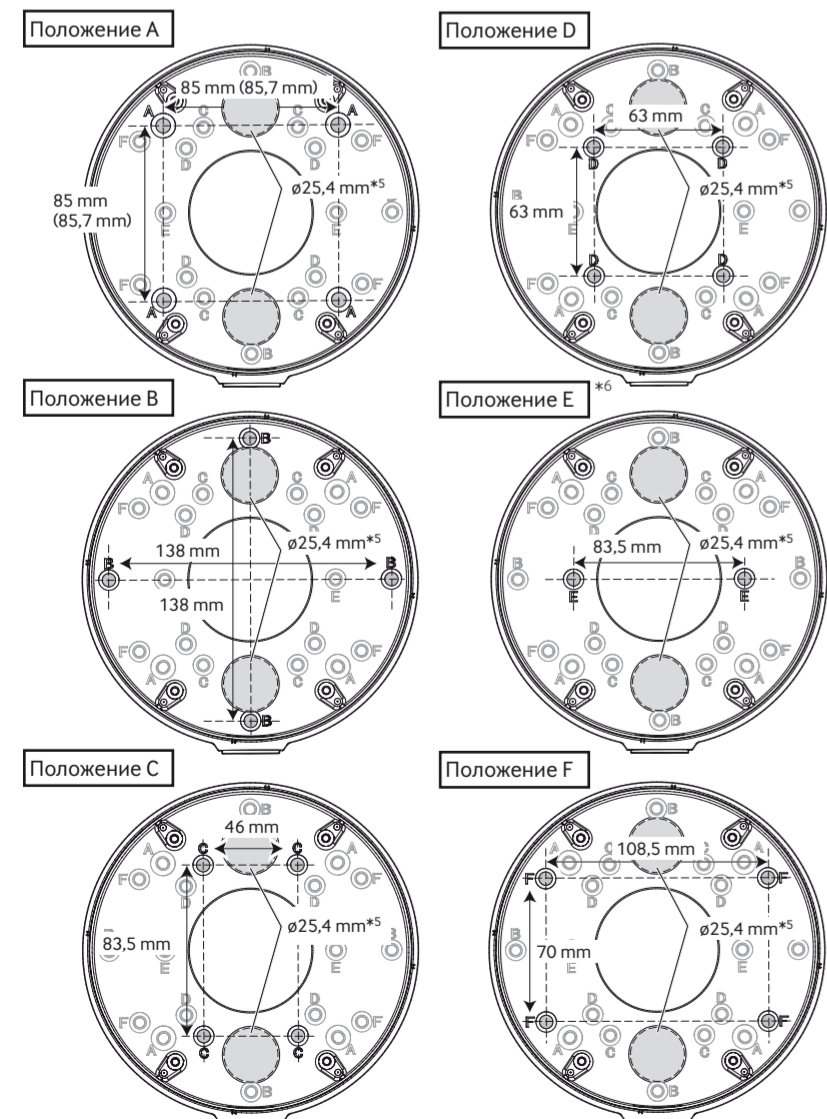 Положение A
B
85 mm (85,7 mm)
A C C A
F F
D D
85 mm
(85,7 mm)
ø25,4 mm*5
E E
D D
F F
A C C A
B
Положение D
B
A C C A
63 mm
F F
D D
B
63 mm
ø25,4 mm*5
E
D D
F F
A C C A
B
Положение B
B
A C C A
F F
D D
138 mm
ø25,4 mm*5
B B
E
138 mm
D D
F F
A C C A
B
Положение E *6
B
A C C A
F F
D D
83,5 mm
ø25,4 mm*5
B B
E E
D D
F F
A C C A
B
Положение C
B
46 mm
A C C A
F F
D D
83,5 mm
ø25,4 mm*5
B
E E
D D
F F
A C C A
B
Положение F
B
108,5 mm
A C C A
F F
D D
70 mm
ø25,4 mm*5
B
E E
D D
F F
A C C A
B